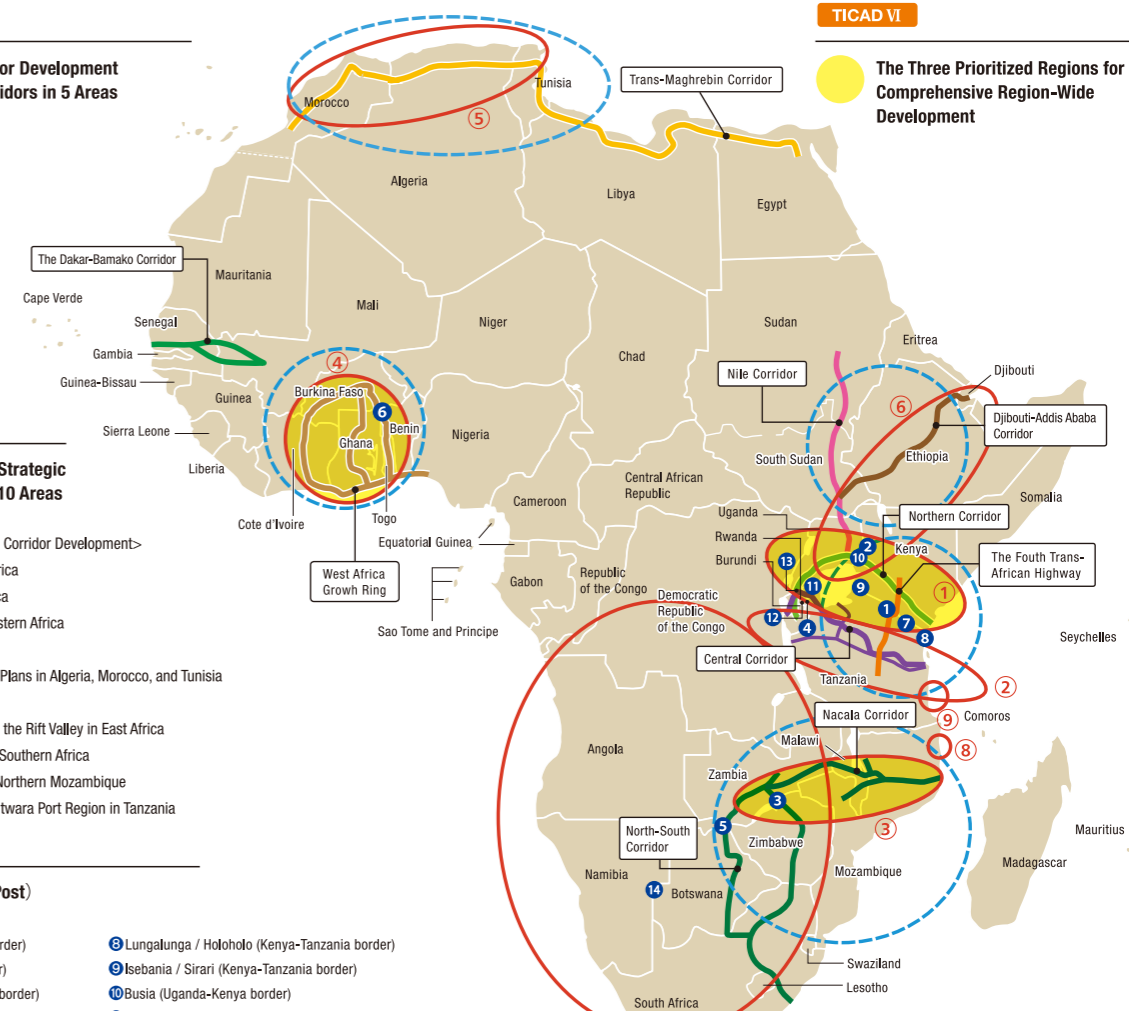 TICAD VI
or Development
ridors in 5 Areas
The Three Prioritized Regions for
Comprehensive Region-Wide
Development
Trans-Maghrebin Corridor
Tunisia
Morocco
⑤
Algeria
Libya
Egypt
The Dakar-Bamako Corridor
Mauritania
Cape Verde
Mali
Niger
Sudan
Senegal
Eritrea
Chad
Gambia
④
Nile Corridor
Djibouti
Guinea-Bissau
Burkina Faso
Guinea
⑥
6
Benin
Djibouti-Addis Ababa
Corridor
Sierra Leone
Nigeria
Ghana
South Sudan
Ethiopia
Liberia
Strategic
10 Areas
Central African
Republic
Somalia
Cameroon
Uganda
Northern Corridor
Cote d'Ivoire
Togo
Corridor Development>
Equatorial Guinea
Rwanda
2
Kenya
10
The Fouth Trans-
African Highway
Burundi
13
rica
West Africa
Growth Ring
Gabon
Republic
of the Congo
11
9
①
ca
Democratic
Republic
of the Congo
1
7
stern Africa
Sao Tome and Principe
12
4
8
Seychelles
Central Corridor
Plans in Algeria, Morocco, and Tunisia
Tanzania
②
Nacala Corridor
⑨
Comoros
the Rift Valley in East Africa
Malawi
Southern Africa
Angola
⑧
Northern Mozambique
Zambia
twara Port Region in Tanzania
3
5
③
North-South
Corridor
Zimbabwe
Mauritius
Madagascar
Namibia
Mozambique
Post)
14
Botswana
rder)
8 Lungalunga / Holoholo (Kenya-Tanzania border)
r)
9 Isebania / Sirari (Kenya-Tanzania border)
Swaziland
border)
10 Busia (Uganda-Kenya border)
Lesotho
South Africa